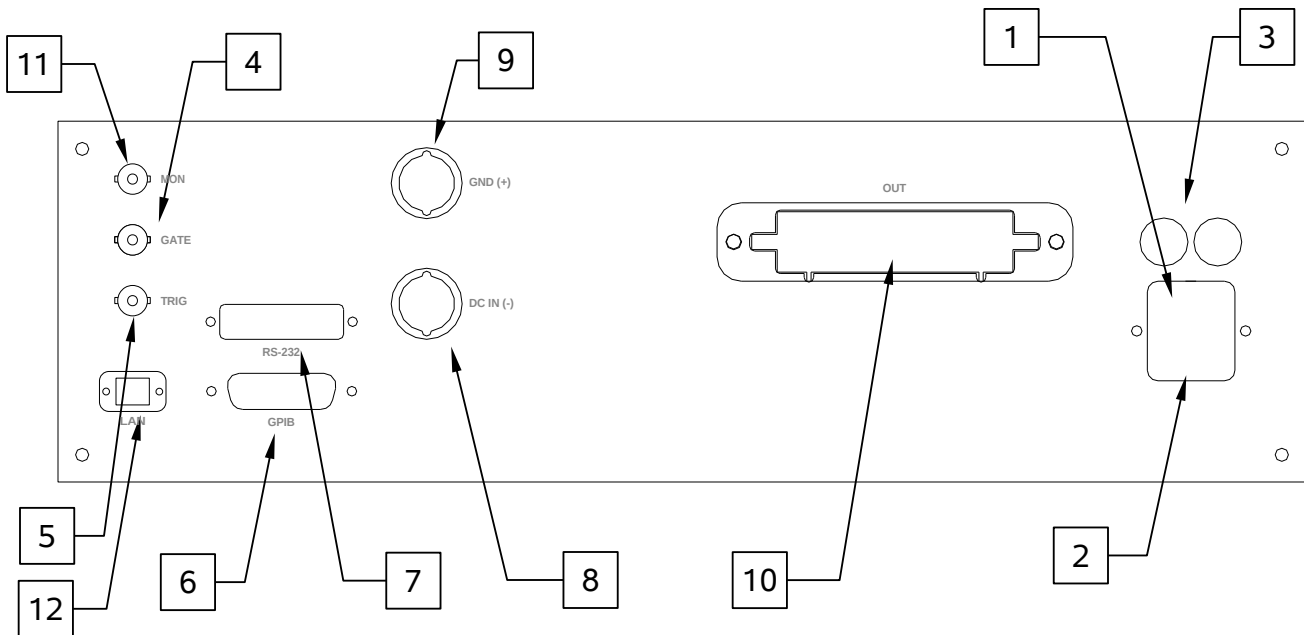 1
3
11
4
9
MON
GND (+)
OUT
GATE
TRIG
DC IN (-)
RS-232
LAN
GPIB
5
6
7
8
10
2
12